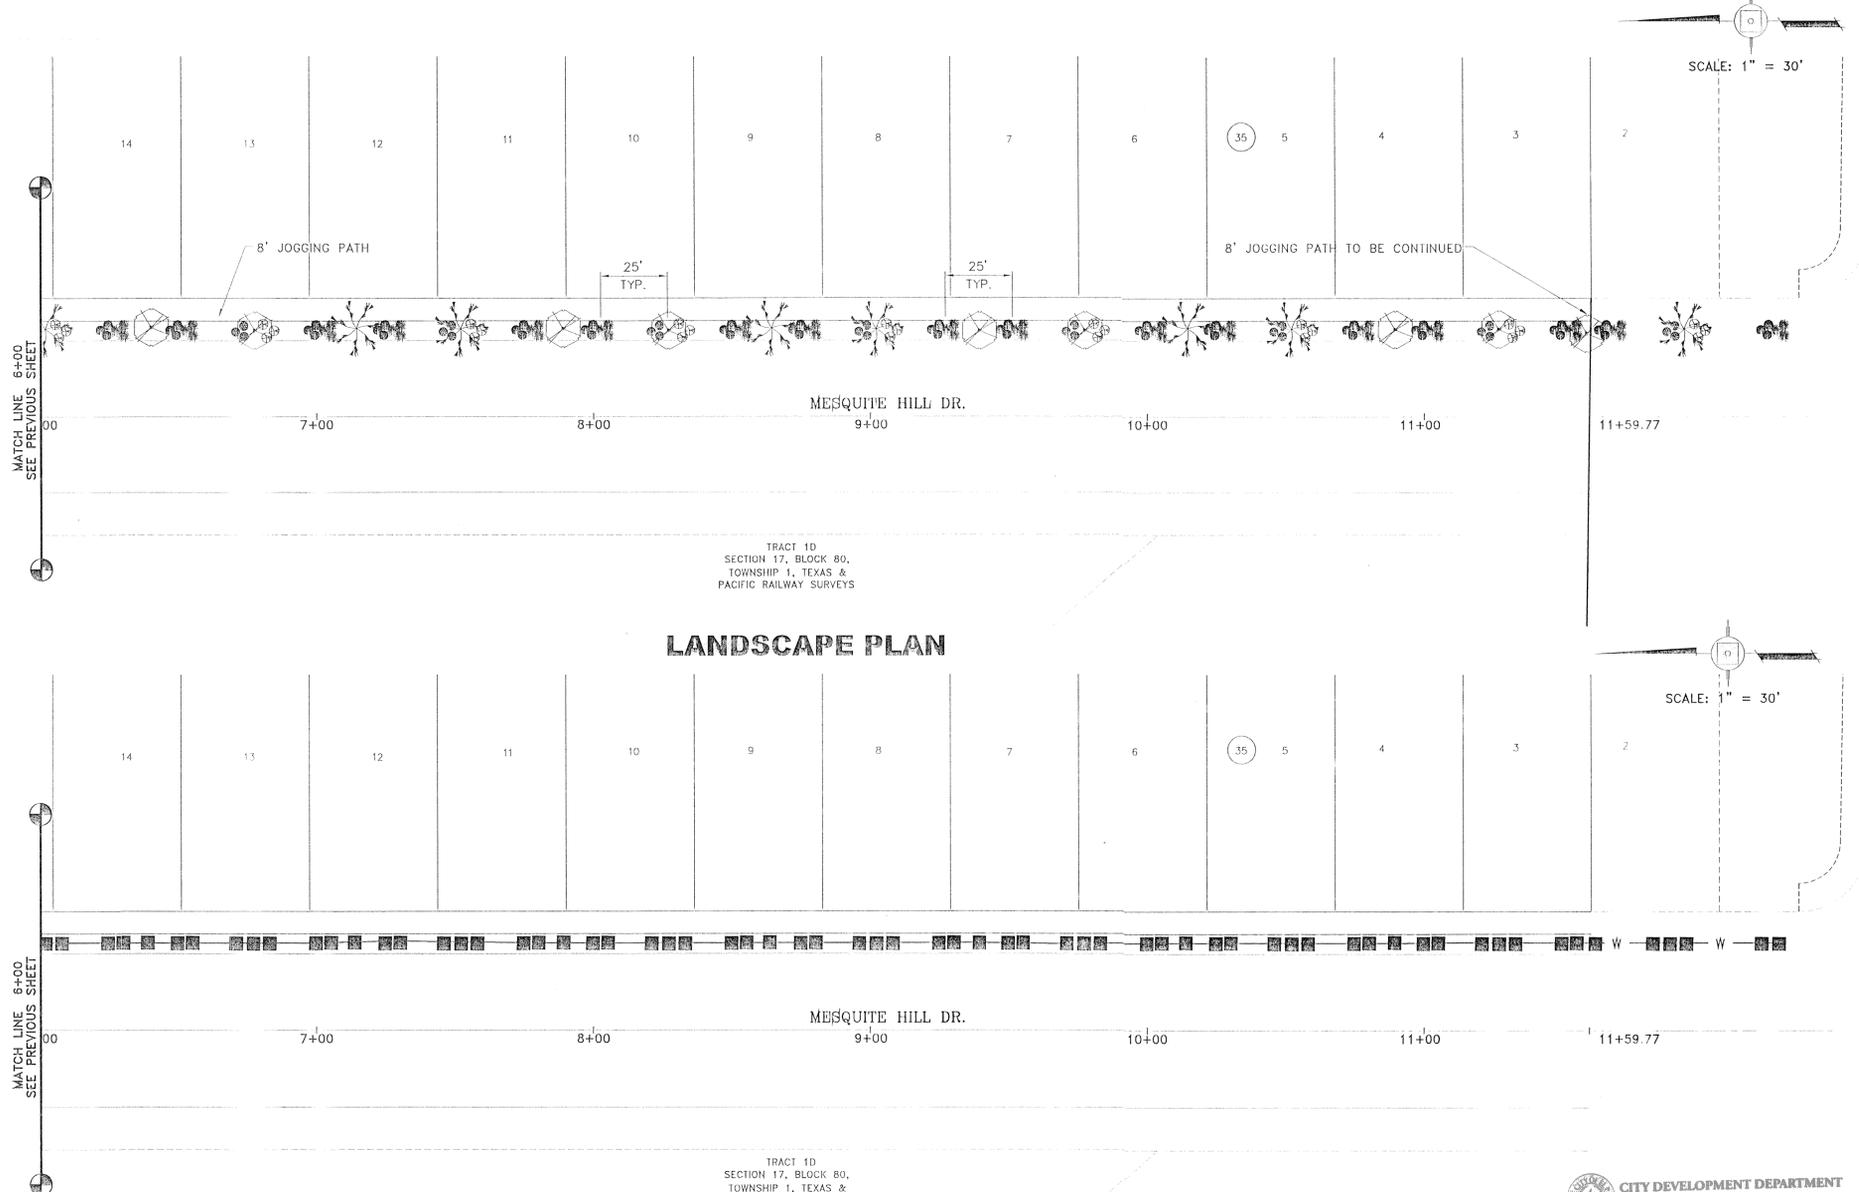 SCALE: 1" = 30'
14 13 12 11 10 9 8 7 6 35 5 4 3 2
8' JOGGING PATH
8' JOGGING PATH TO BE CONTINUED
25'
TYP.
25'
TYP.
MATCH LINE 6+00
SEE PREVIOUS SHEET
MESQUITE HILL DR.
00 7+00 8+00 9+00 10+00 11+00 11+59.77
TRACT 1D
SECTION 17, BLOCK 80,
TOWNSHIP 1, TEXAS &
PACIFIC RAILWAY SURVEYS
LANDSCAPE PLAN
SCALE: 1" = 30'
14 13 12 11 10 9 8 7 6 35 5 4 3 2
W W
MATCH LINE 6+00
SEE PREVIOUS SHEET
MESQUITE HILL DR.
00 7+00 8+00 9+00 10+00 11+00 11+59.77
TRACT 1D
SECTION 17, BLOCK 80,
TOWNSHIP 1, TEXAS &
CITY DEVELOPMENT DEPARTMENT